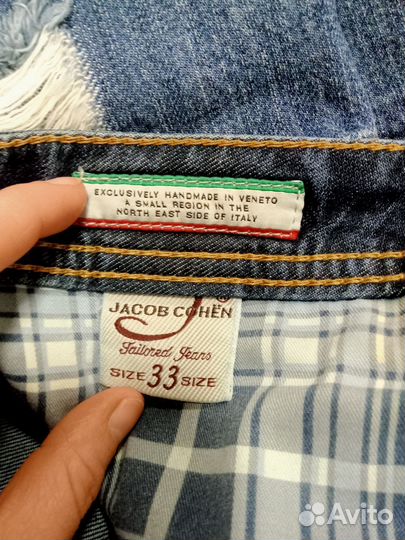 EXCLUSIVELY HANDMADE IN VENETO
A SMALL REGION IN THE
NORTH EAST SIDE OF ITALY
J ®
JACOB COHËN
Tailored Jeans
SIZE 33 SIZE
Avito